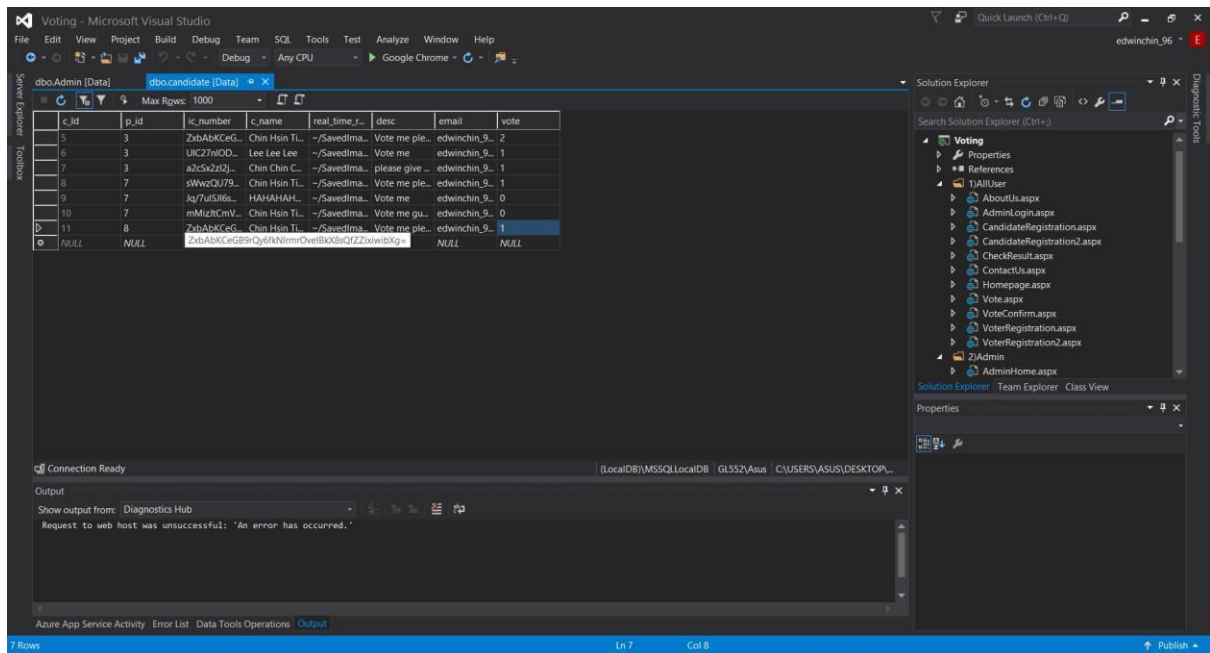 Voting - Microsoft Visual Studio
Quick Launch (Ctrl+Q)
File Edit View Project Build Debug Team SQL Tools Test Analyze Window Help
edwinchin_96 E
Debug Any CPU Google Chrome
Server Explorer
Toolbox
dbo.Admin [Data] dbo.candidate [Data]
Max Rows: 1000
c_Id p_id ic_number c_name real_time_r... desc email vote
5 3 ZxbAbKCeG... Chin Hsin Ti... ~/SavedIma... Vote me ple... edwinchin_9... 2
6 3 UIC27nIOD... Lee Lee Lee ~/SavedIma... Vote me edwinchin_9... 1
7 3 a2cSx2zl2j... Chin Chin C... ~/SavedIma... please give ... edwinchin_9... 1
8 7 sWwzQU79... Chin Hsin Ti... ~/SavedIma... Vote me ple... edwinchin_9... 1
9 7 Jq/7ulSJl6s... HAHAHAH... ~/SavedIma... Vote me edwinchin_9... 0
10 7 mMizJtCmV... Chin Hsin Ti... ~/SavedIma... Vote me gu... edwinchin_9... 0
11 8 ZxbAbKCeG... Chin Hsin Ti... ~/SavedIma... Vote me ple... edwinchin_9... 1
NULL NULL NULL NULL
ZxbAbKCeGB9rQy6fkNIrmrOvelBkX8sQfZZixiwibXg=
Connection Ready
(LocalDB)\MSSQLLocalDB GL552\Asus C:\USERS\ASUS\DESKTOP\...
Output
Show output from: Diagnostics Hub
Request to web host was unsuccessful: 'An error has occurred.'
Azure App Service Activity Error List Data Tools Operations Output
Solution Explorer
Search Solution Explorer (Ctrl+;)
Voting
Properties
References
1)AllUser
AboutUs.aspx
AdminLogin.aspx
CandidateRegistration.aspx
CandidateRegistration2.aspx
CheckResult.aspx
ContactUs.aspx
Homepage.aspx
Vote.aspx
VoteConfirm.aspx
VoterRegistration.aspx
VoterRegistration2.aspx
2)Admin
AdminHome.aspx
Solution Explorer Team Explorer Class View
Properties
Diagnostic Tools
7 Rows Ln 7 Col 8 Publish